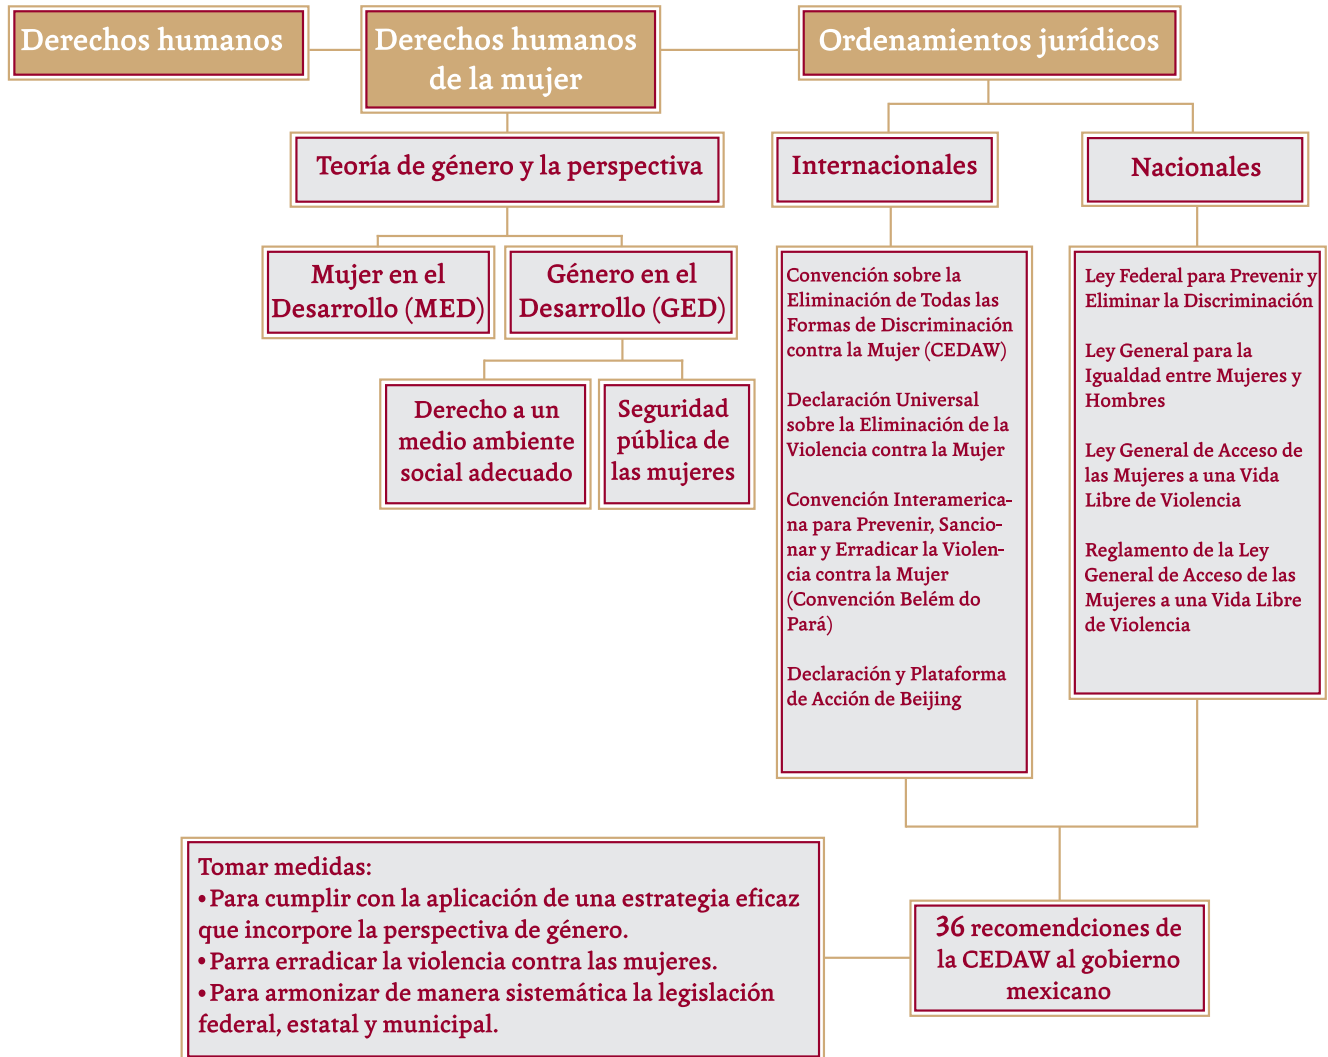 Derechos humanos
Derechos humanos
de la mujer
Ordenamientos jurídicos
Teoría de género y la perspectiva
Internacionales
Nacionales
Mujer en el
Desarrollo (MED)
Género en el
Desarrollo (GED)
Derecho a un
medio ambiente
social adecuado
Seguridad
pública de
las mujeres
Convención sobre la
Eliminación de Todas las
Formas de Discriminación
contra la Mujer (CEDAW)
Declaración Universal
sobre la Eliminación de la
Violencia contra la Mujer
Convención Interamerica-
na para Prevenir, Sancio-
nar y Erradicar la Violen-
cia contra la Mujer
(Convención Belém do
Pará)
Declaración y Plataforma
de Acción de Beijing
Ley Federal para Prevenir y
Eliminar la Discriminación
Ley General para la
Igualdad entre Mujeres y
Hombres
Ley General de Acceso de
las Mujeres a una Vida
Libre de Violencia
Reglamento de la Ley
General de Acceso de las
Mujeres a una Vida Libre
de Violencia
Tomar medidas:
• Para cumplir con la aplicación de una estrategia eficaz
que incorpore la perspectiva de género.
• Parra erradicar la violencia contra las mujeres.
• Para armonizar de manera sistemática la legislación
federal, estatal y municipal.
36 recomendciones de
la CEDAW al gobierno
mexicano